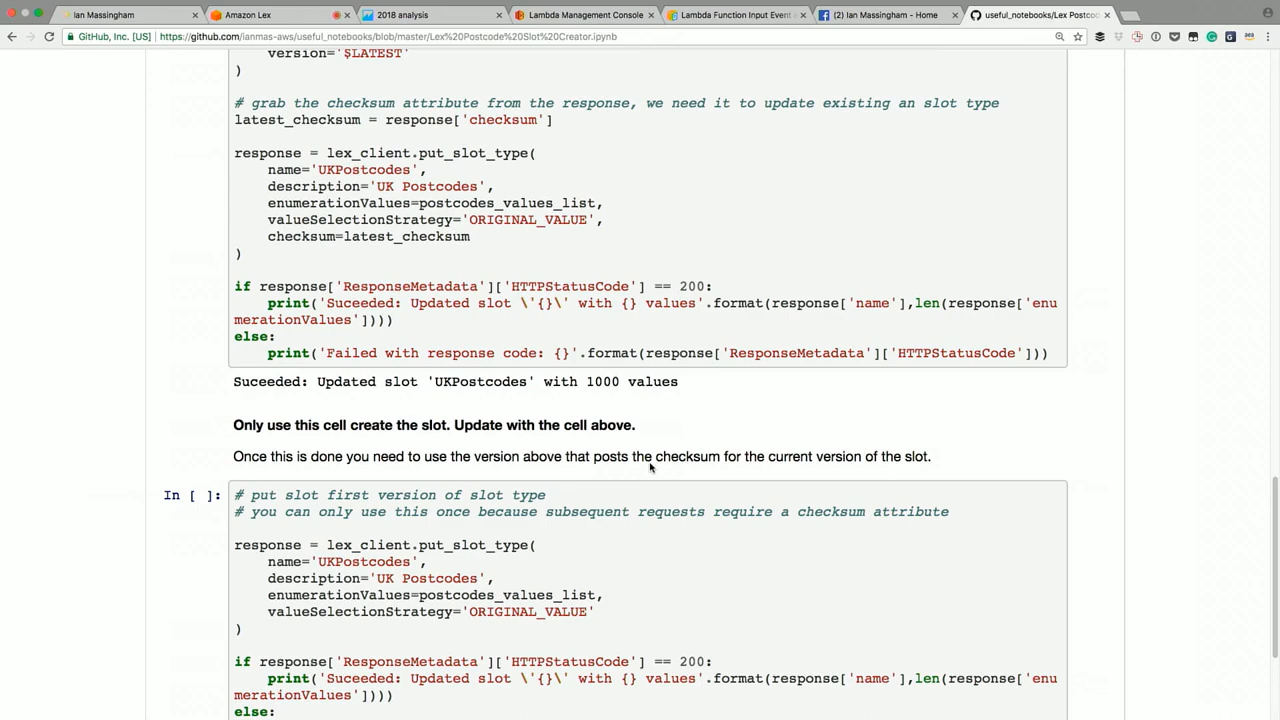 Ian Massingham
Amazon Lex
2018 analysis
Lambda Management Console
Lambda Function Input Event a
(2) Ian Massingham - Home
useful_notebooks/Lex Postcod
GitHub, Inc. [US]
https://github.com/ianmas-aws/useful_notebooks/blob/master/Lex%20Postcode%20Slot%20Creator.ipynb
version='$LATEST'
)
# grab the checksum attribute from the response, we need it to update existing an slot type
latest_checksum = response['checksum']
response = lex_client.put_slot_type(
name='UKPostcodes',
description='UK Postcodes',
enumerationValues=postcodes_values_list,
valueSelectionStrategy='ORIGINAL_VALUE',
checksum=latest_checksum
)
if response['ResponseMetadata']['HTTPStatusCode'] == 200:
print('Suceeded: Updated slot \'{}\' with {} values'.format(response['name'],len(response['enu
merationValues'])))
else:
print('Failed with response code: {}'.format(response['ResponseMetadata']['HTTPStatusCode']))
Suceeded: Updated slot 'UKPostcodes' with 1000 values
Only use this cell create the slot. Update with the cell above.
Once this is done you need to use the version above that posts the checksum for the current version of the slot.
In [ ]:
# put slot first version of slot type
# you can only use this once because subsequent requests require a checksum attribute
response = lex_client.put_slot_type(
name='UKPostcodes',
description='UK Postcodes',
enumerationValues=postcodes_values_list,
valueSelectionStrategy='ORIGINAL_VALUE'
)
if response['ResponseMetadata']['HTTPStatusCode'] == 200:
print('Suceeded: Updated slot \'{}\' with {} values'.format(response['name'],len(response['enu
merationValues'])))
else: